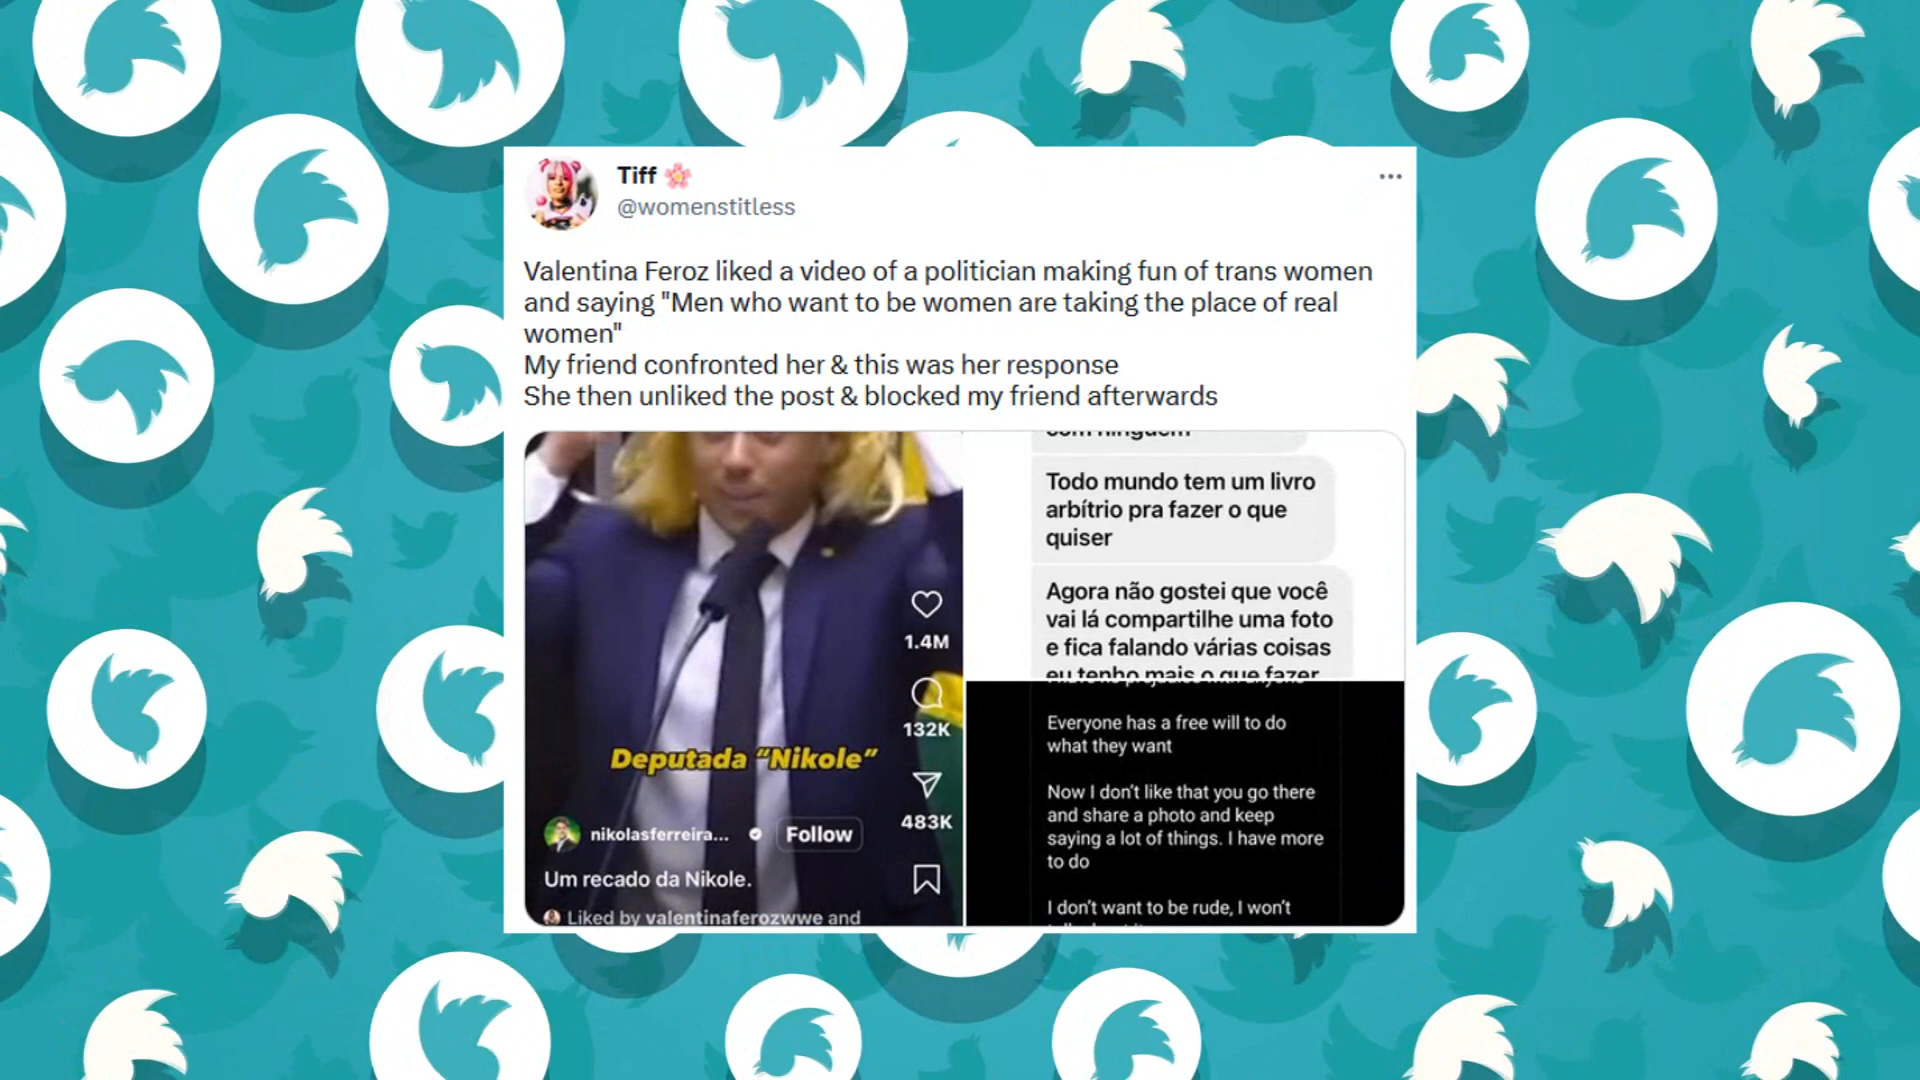 Tiff
@womenstitless
Valentina Feroz liked a video of a politician making fun of trans women
and saying "Men who want to be women are taking the place of real
women"
My friend confronted her & this was her response
She then unliked the post & blocked my friend afterwards
1.4M
132K
483K
Deputada “Nikole”
nikolasferreira...
Follow
Um recado da Nikole.
Liked by valentinaferozwwe and
com ninguém
Todo mundo tem um livro
arbítrio pra fazer o que
quiser
Agora não gostei que você
vai lá compartilhe uma foto
e fica falando várias coisas
eu tenho mais o que fazer
Everyone has a free will to do
what they want
Now I don’t like that you go there
and share a photo and keep
saying a lot of things. I have more
to do
I don’t want to be rude, I won’t